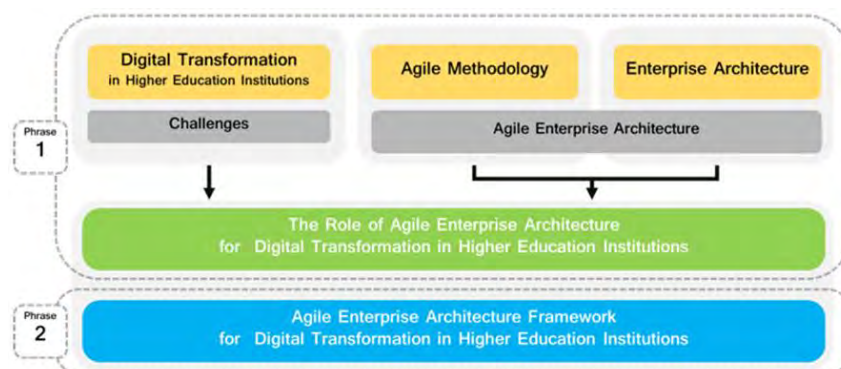 Digital Transformation
in Higher Education Institutions
Challenges
Agile Methodology
Enterprise Architecture
Agile Enterprise Architecture
Phrase
1
The Role of Agile Enterprise Architecture
for Digital Transformation in Higher Education Institutions
Phrase
2
Agile Enterprise Architecture Framework
for Digital Transformation in Higher Education Institutions